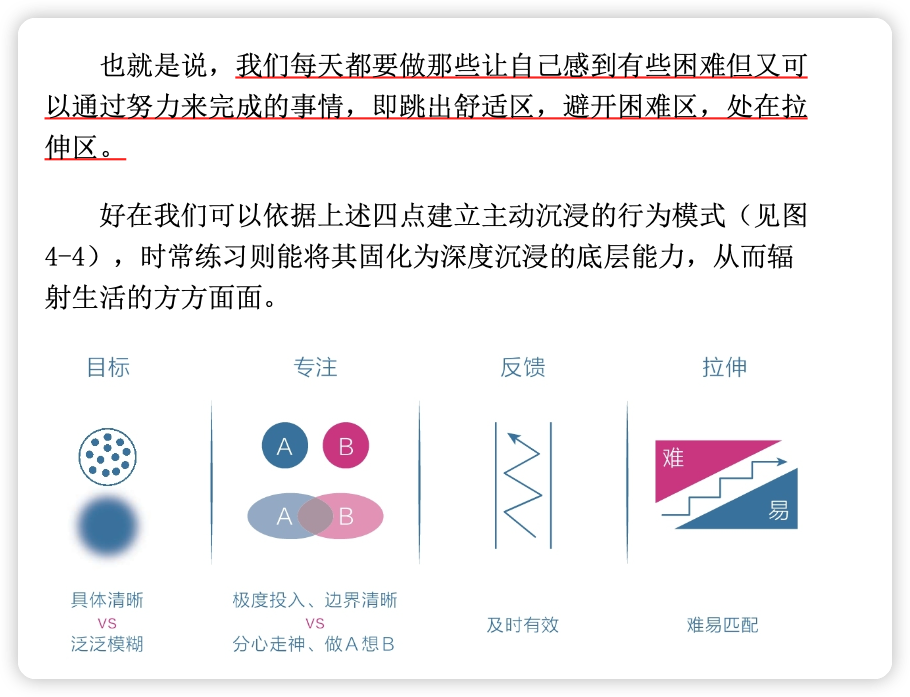 也就是说，我们每天都要做那些让自己感到有些困难但又可
以通过努力来完成的事情，即跳出舒适区，避开困难区，处在拉
伸区。
好在我们可以依据上述四点建立主动沉浸的行为模式（见图
4-4），时常练习则能将其固化为深度沉浸的底层能力，从而辐
射生活的方方面面。
目标
专注
反馈
拉伸
A B
A B
难
易
具体清晰
VS
泛泛模糊
极度投入、边界清晰
VS
分心走神、做A想B
及时有效
难易匹配